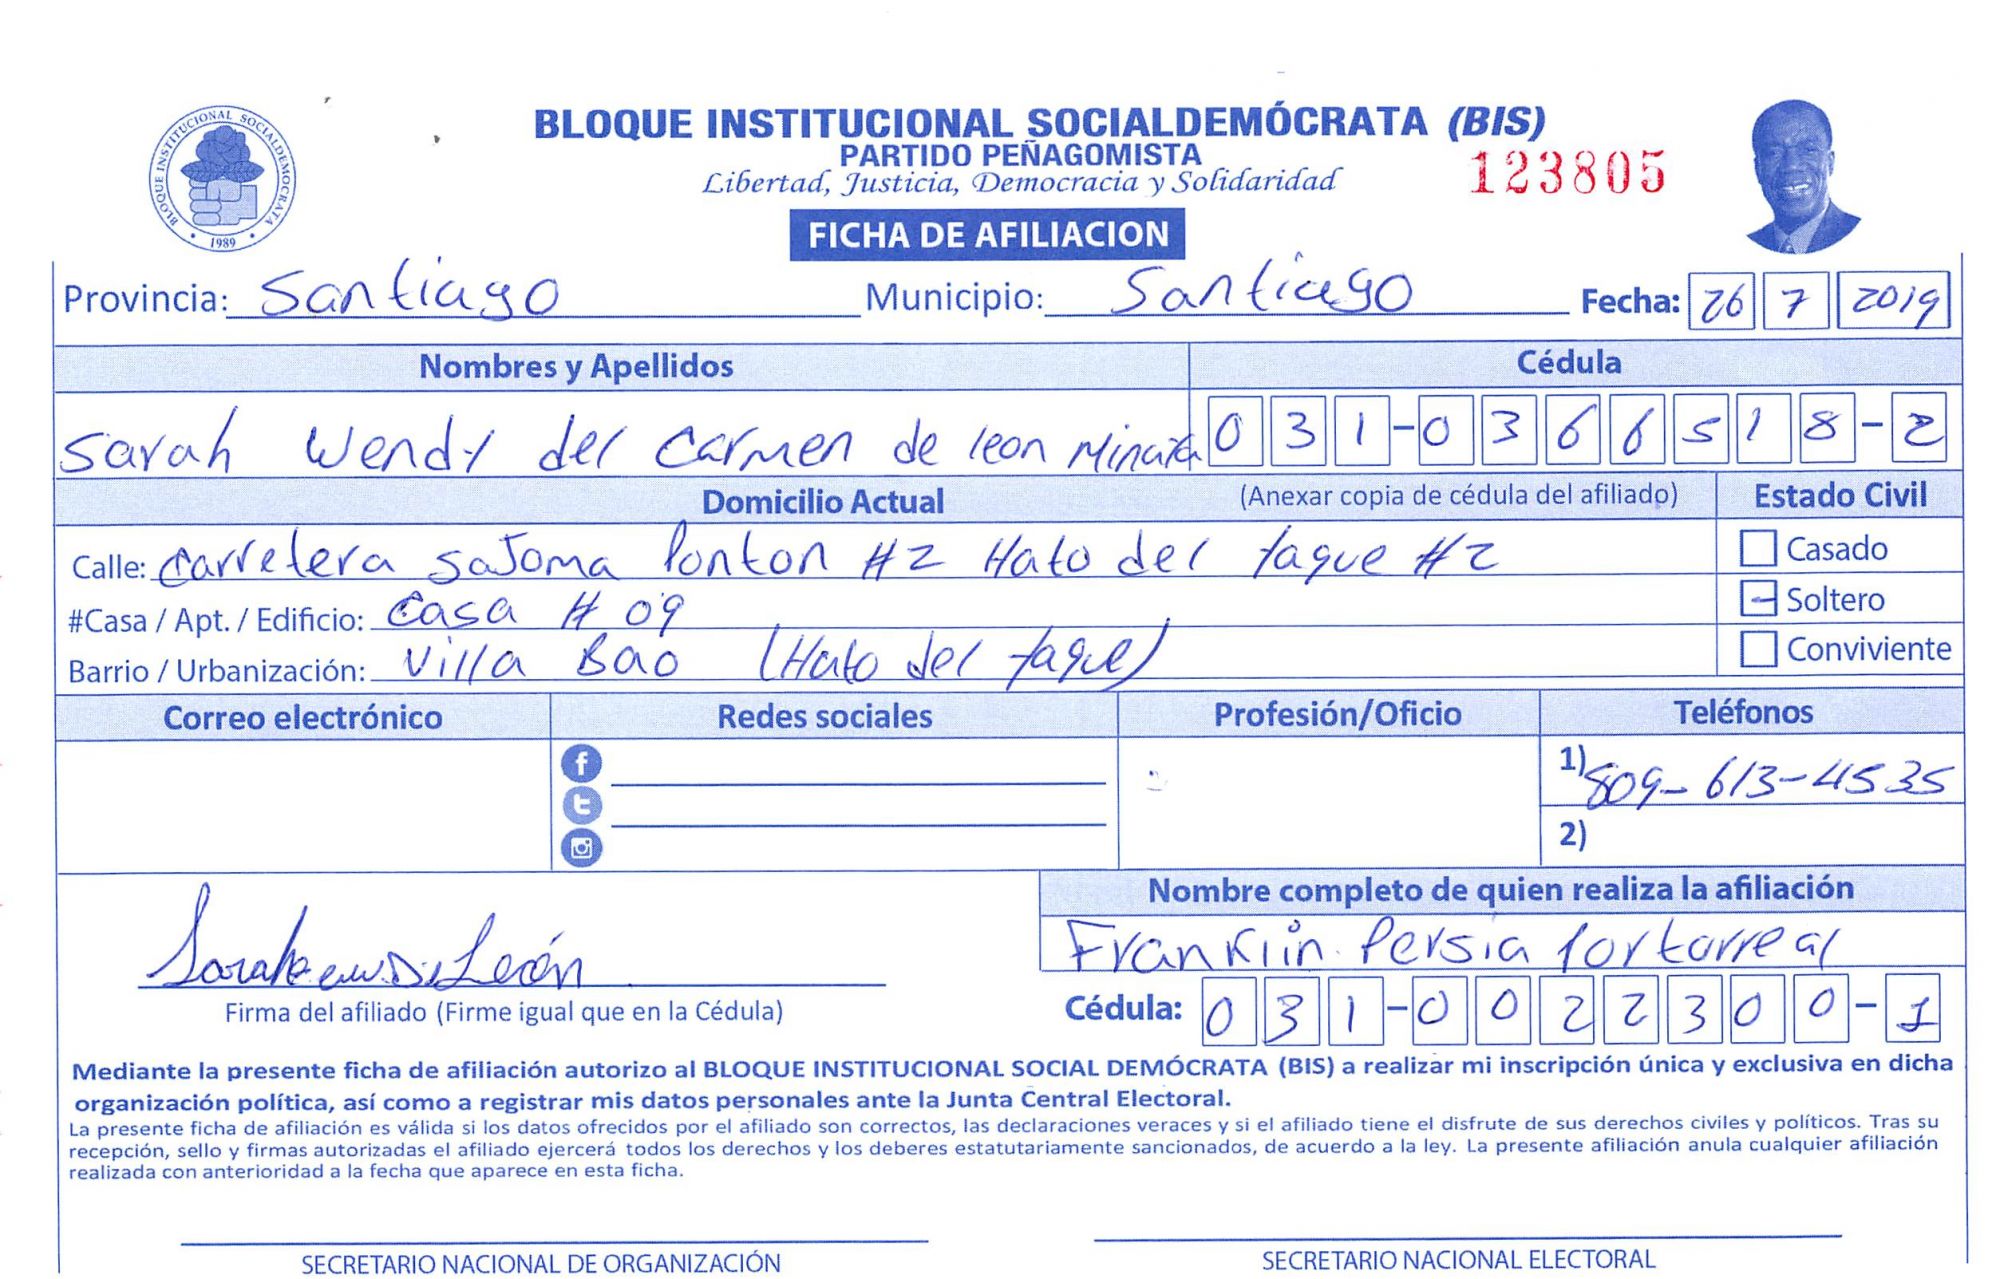 BLOQUE INSTITUCIONAL SOCIALDEMÓCRATA (BIS)
PARTIDO PEÑAGOMISTA
Libertad, Justicia, Democracia y Solidaridad
123805
BLOQUE INSTITUCIONAL SOCIALDEMOCRATA
1989
FICHA DE AFILIACION
Provincia: Santiago Municipio: Santiago Fecha: 26 7 2019
Nombres y Apellidos Cédula
Sarah Wendy del Carmen de leon 031-0366518-2
Domicilio Actual (Anexar copia de cédula del afiliado) Estado Civil
Calle: Carretera saJoma Ponton #2 Hato del Yaque #2 Casado
#Casa / Apt. / Edificio: Casa # 09 Soltero
Barrio / Urbanización: Villa Bao (Hato del Yaque) Conviviente
Correo electrónico Redes sociales Profesión/Oficio Teléfonos
1) 809-613-4535
2)
Nombre completo de quien realiza la afiliación
Franklin Persia Portorreal
Firma del afiliado (Firme igual que en la Cédula) Cédula: 031-0022300-1
Mediante la presente ficha de afiliación autorizo al BLOQUE INSTITUCIONAL SOCIAL DEMÓCRATA (BIS) a realizar mi inscripción única y exclusiva en dicha
organización política, así como a registrar mis datos personales ante la Junta Central Electoral.
La presente ficha de afiliación es válida si los datos ofrecidos por el afiliado son correctos, las declaraciones veraces y si el afiliado tiene el disfrute de sus derechos civiles y políticos. Tras su
recepción, sello y firmas autorizadas el afiliado ejercerá todos los derechos y los deberes estatutariamente sancionados, de acuerdo a la ley. La presente afiliación anula cualquier afiliación
realizada con anterioridad a la fecha que aparece en esta ficha.
SECRETARIO NACIONAL DE ORGANIZACIÓN SECRETARIO NACIONAL ELECTORAL